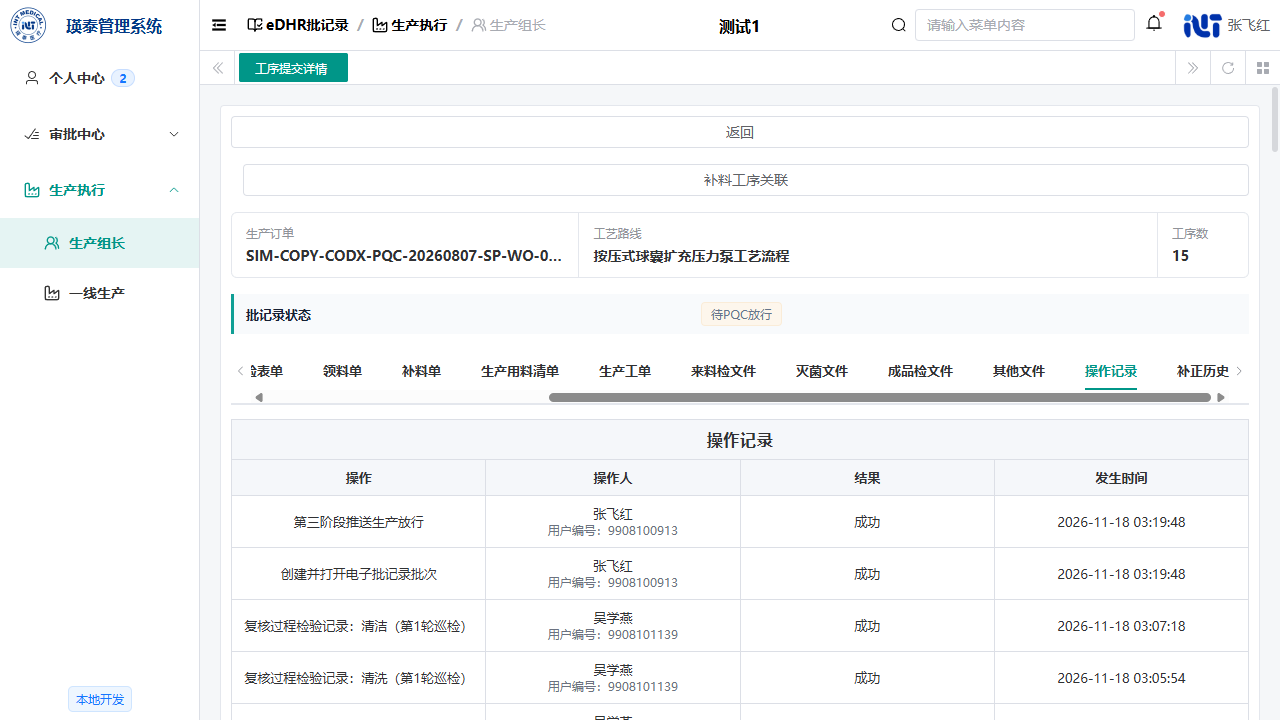 瑛泰管理系统
eDHR批记录 / 生产执行 / 生产组长
测试1
请输入菜单内容
张飞红
个人中心 2
审批中心
生产执行
生产组长
一线生产
本地开发
工序提交详情
返回
补料工序关联
生产订单
SIM-COPY-CODX-PQC-20260807-SP-WO-0...
工艺路线
按压式球囊扩充压力泵工艺流程
工序数
15
批记录状态
待PQC放行
检表单 领料单 补料单 生产用料清单 生产工单 来料检文件 灭菌文件 成品检文件 其他文件 操作记录 补正历史
操作记录
操作 操作人 结果 发生时间
第三阶段推送生产放行 张飞红 成功 2026-11-18 03:19:48
用户编号：9908100913
创建并打开电子批记录批次 张飞红 成功 2026-11-18 03:19:48
用户编号：9908100913
复核过程检验记录：清洁（第1轮巡检） 吴学燕 成功 2026-11-18 03:07:18
用户编号：9908101139
复核过程检验记录：清洗（第1轮巡检） 吴学燕 成功 2026-11-18 03:05:54
用户编号：9908101139
吴学燕